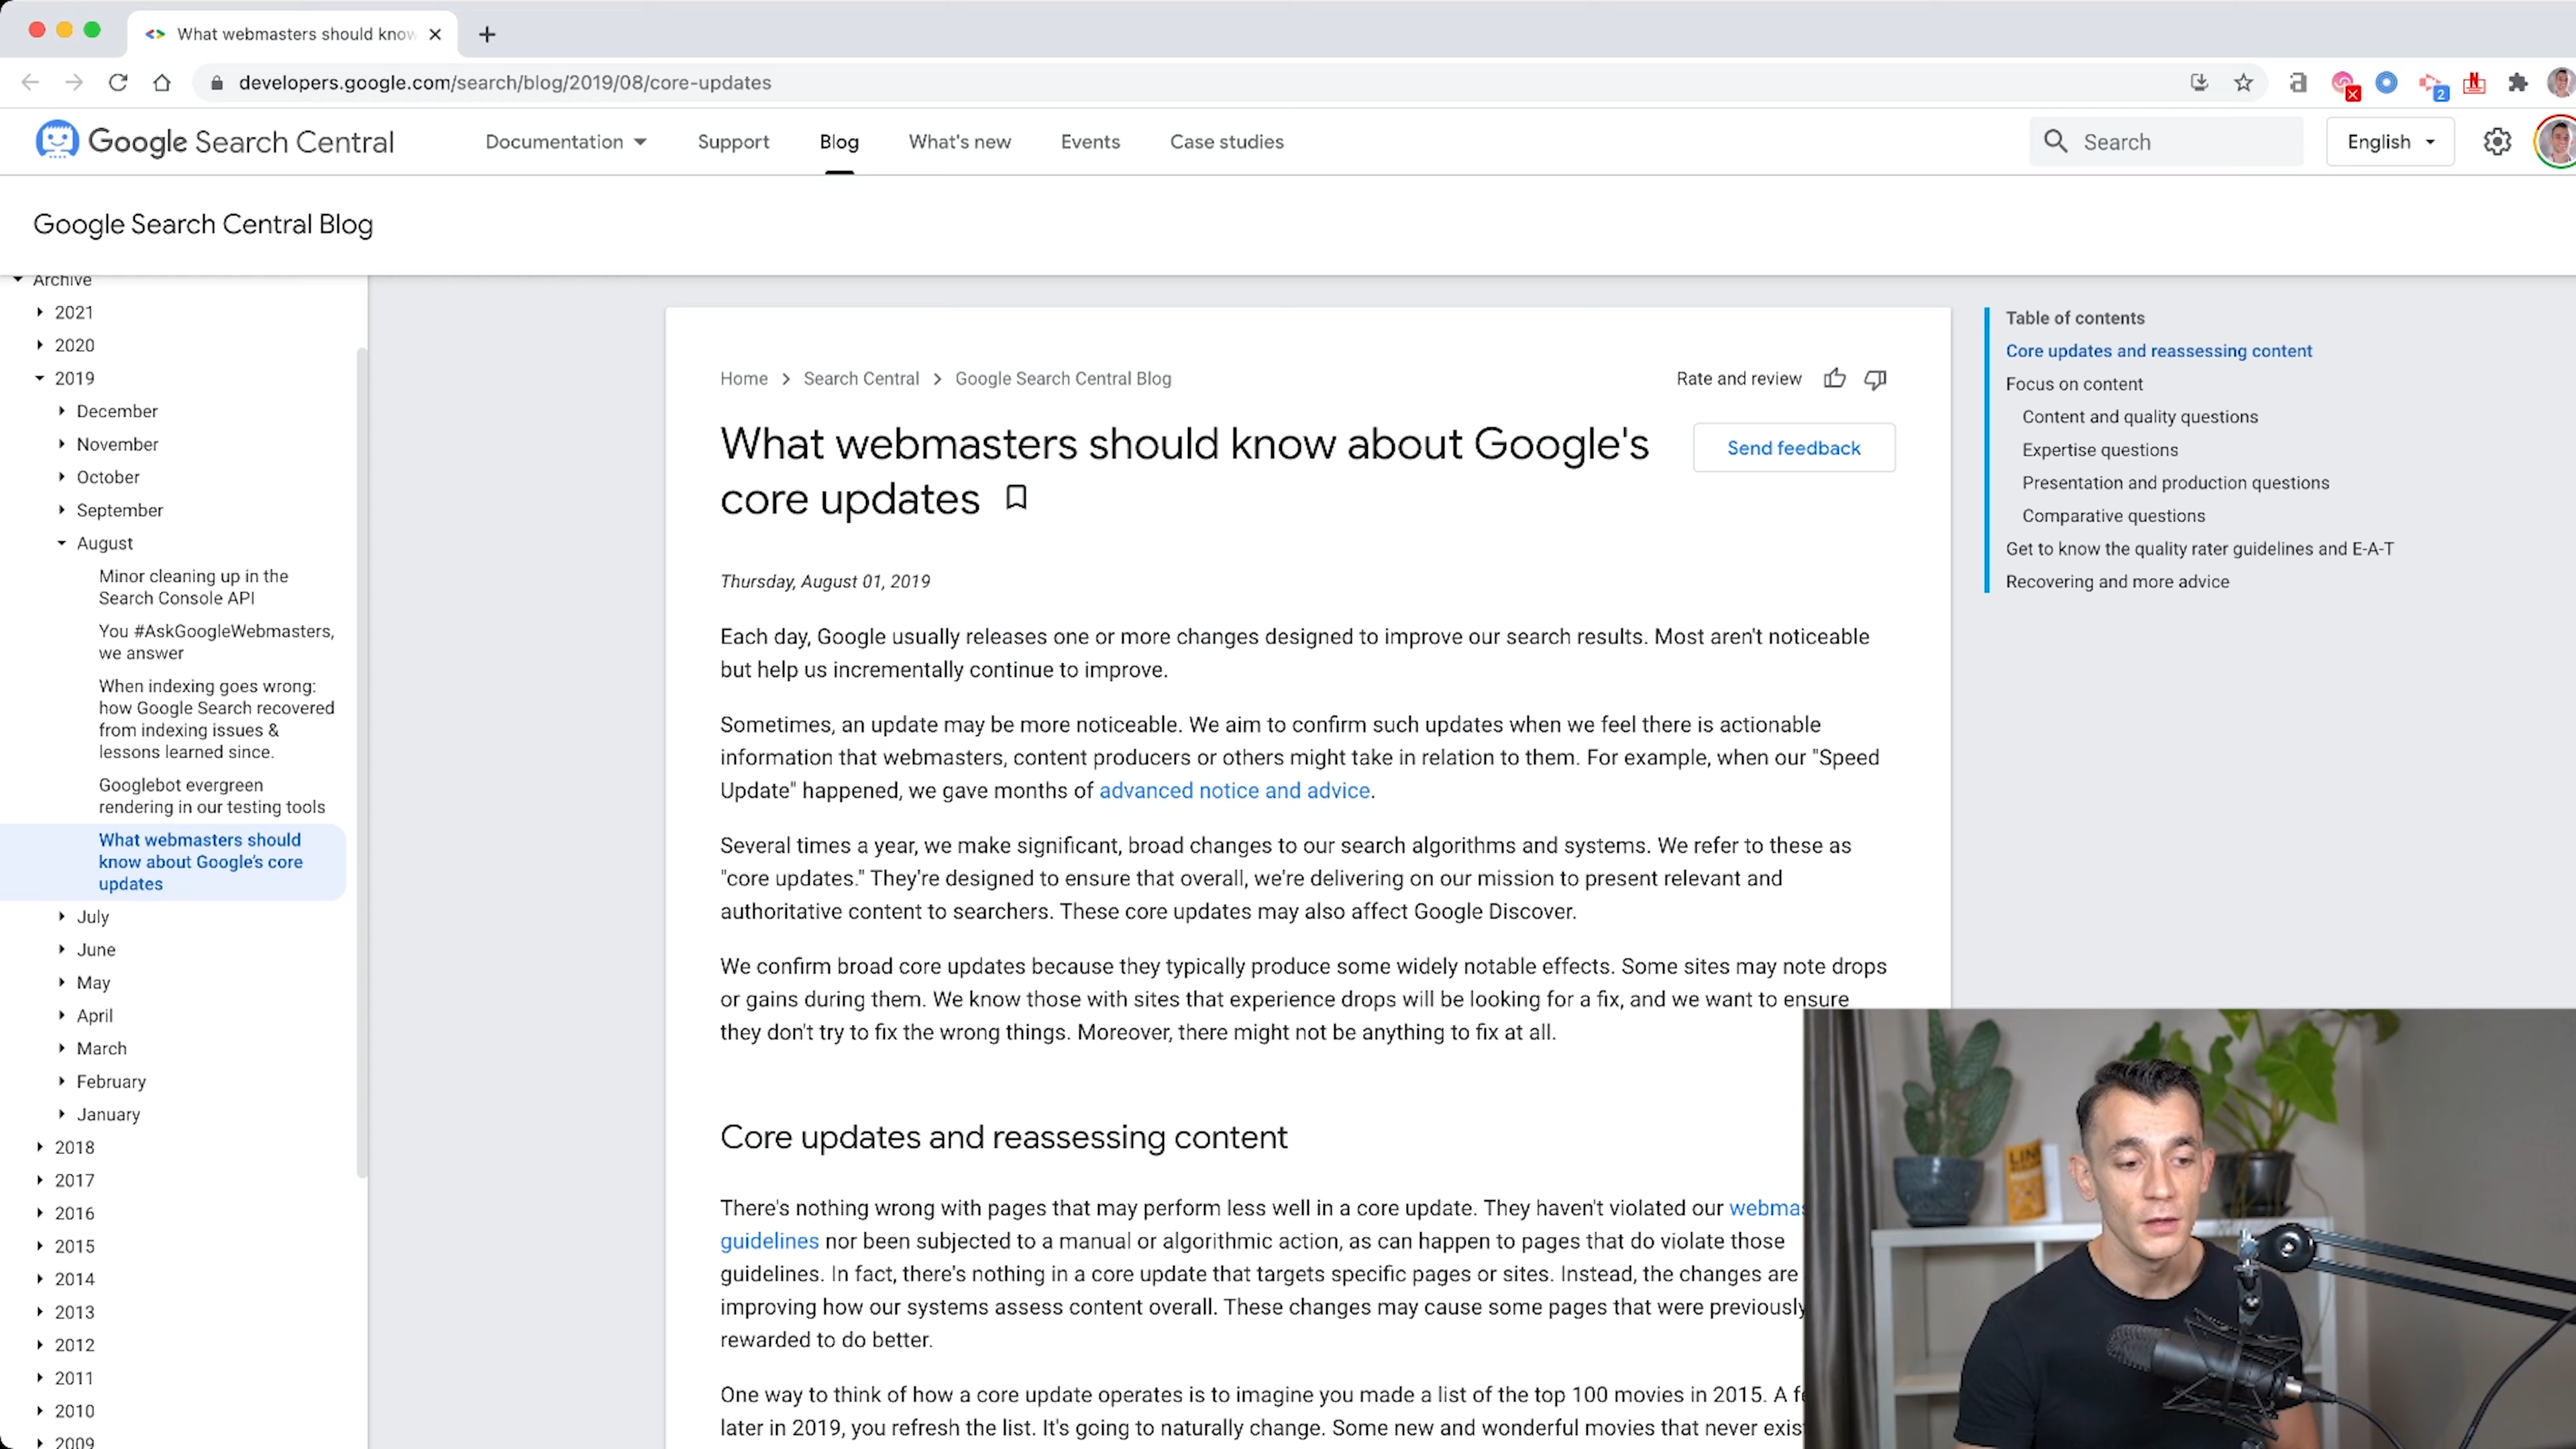 What webmasters should know
developers.google.com/search/blog/2019/08/core-updates
2
Google Search Central
Documentation
Support
Blog
What's new
Events
Case studies
Search
English
Google Search Central Blog
Archive
2021
2020
2019
December
November
October
September
August
Minor cleaning up in the
Search Console API
You #AskGoogleWebmasters,
we answer
When indexing goes wrong:
how Google Search recovered
from indexing issues &
lessons learned since.
Googlebot evergreen
rendering in our testing tools
What webmasters should
know about Google's core
updates
July
June
May
April
March
February
January
2018
2017
2016
2015
2014
2013
2012
2011
2010
2009
Home > Search Central > Google Search Central Blog
Rate and review
What webmasters should know about Google's
core updates
Send feedback
Thursday, August 01, 2019
Each day, Google usually releases one or more changes designed to improve our search results. Most aren't noticeable
but help us incrementally continue to improve.
Sometimes, an update may be more noticeable. We aim to confirm such updates when we feel there is actionable
information that webmasters, content producers or others might take in relation to them. For example, when our "Speed
Update" happened, we gave months of advanced notice and advice.
Several times a year, we make significant, broad changes to our search algorithms and systems. We refer to these as
"core updates." They're designed to ensure that overall, we're delivering on our mission to present relevant and
authoritative content to searchers. These core updates may also affect Google Discover.
We confirm broad core updates because they typically produce some widely notable effects. Some sites may note drops
or gains during them. We know those with sites that experience drops will be looking for a fix, and we want to ensure
they don't try to fix the wrong things. Moreover, there might not be anything to fix at all.
Core updates and reassessing content
There's nothing wrong with pages that may perform less well in a core update. They haven't violated our webmas
guidelines nor been subjected to a manual or algorithmic action, as can happen to pages that do violate those
guidelines. In fact, there's nothing in a core update that targets specific pages or sites. Instead, the changes are
improving how our systems assess content overall. These changes may cause some pages that were previously
rewarded to do better.
One way to think of how a core update operates is to imagine you made a list of the top 100 movies in 2015. A f
later in 2019, you refresh the list. It's going to naturally change. Some new and wonderful movies that never exis
Table of contents
Core updates and reassessing content
Focus on content
Content and quality questions
Expertise questions
Presentation and production questions
Comparative questions
Get to know the quality rater guidelines and E-A-T
Recovering and more advice